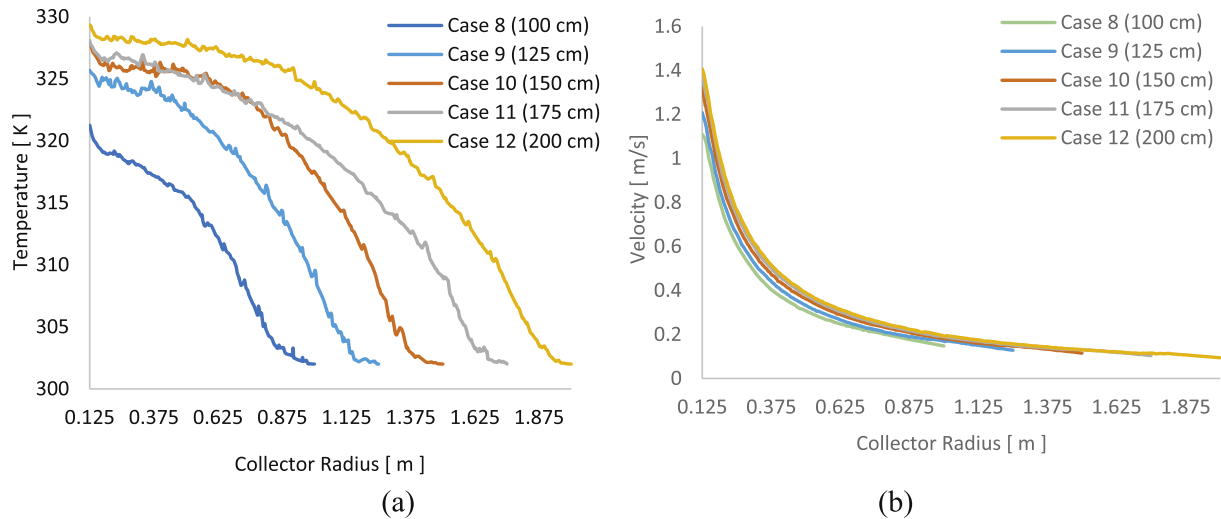 330
325
320
315
310
305
300
Temperature [ K ]
0.125 0.375 0.625 0.875 1.125 1.375 1.625 1.875
Collector Radius [ m ]
Case 8 (100 cm)
Case 9 (125 cm)
Case 10 (150 cm)
Case 11 (175 cm)
Case 12 (200 cm)
(a)
1.6
1.4
1.2
1
0.8
0.6
0.4
0.2
0
Velocity [ m/s]
0.125 0.375 0.625 0.875 1.125 1.375 1.625 1.875
Collector Radius [ m ]
Case 8 (100 cm)
Case 9 (125 cm)
Case 10 (150 cm)
Case 11 (175 cm)
Case 12 (200 cm)
(b)